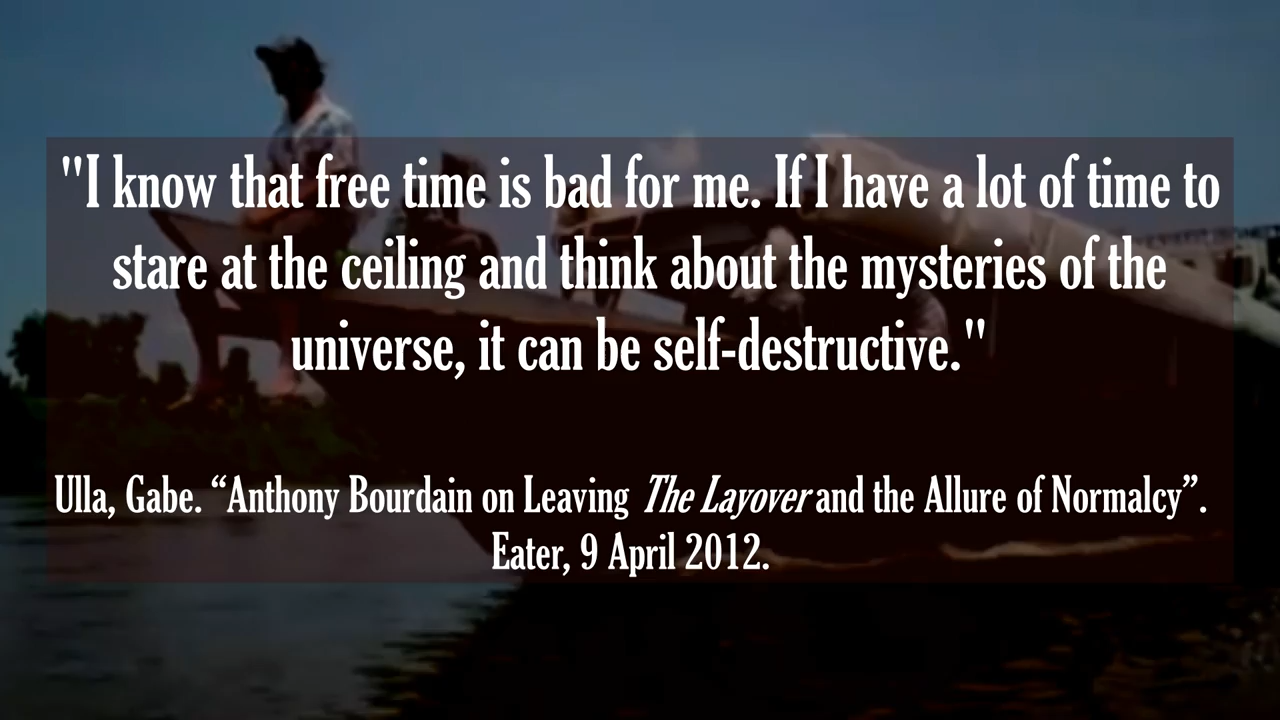 "I know that free time is bad for me. If I have a lot of time to
stare at the ceiling and think about the mysteries of the
universe, it can be self-destructive."
Ulla, Gabe. “Anthony Bourdain on Leaving The Layover and the Allure of Normalcy”.
Eater, 9 April 2012.